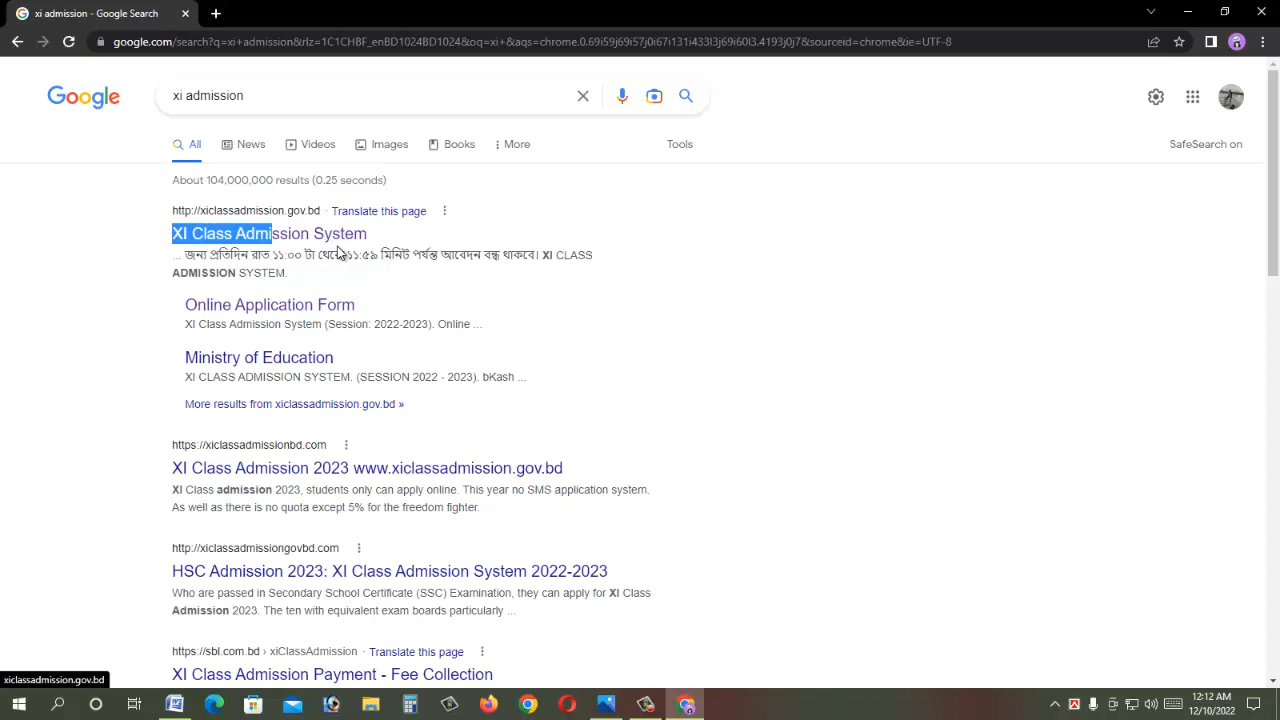 xi admission - Google Search
google.com/search?q=xi+admission&rlz=1C1CHBF_enBD1024BD1024&oq=xi+&aqs=chrome.0.69i59j69i57j0i67i131i433l3j69i60l3.4193j0j7&sourceid=chrome&ie=UTF-8
Google
xi admission
All News Videos Images Books More Tools SafeSearch on
About 104,000,000 results (0.25 seconds)
http://xiclassadmission.gov.bd · Translate this page
XI Class Admission System
... জন্য প্রতিদিন রাত ১১:০০ টা থেকে ১১:৫৯ মিনিট পর্যন্ত আবেদন বন্ধ থাকবে। XI CLASS
ADMISSION SYSTEM.
Online Application Form
XI Class Admission System (Session: 2022-2023). Online ...
Ministry of Education
XI CLASS ADMISSION SYSTEM. (SESSION 2022 - 2023). bKash ...
More results from xiclassadmission.gov.bd »
https://xiclassadmissionbd.com
XI Class Admission 2023 www.xiclassadmission.gov.bd
XI Class admission 2023, students only can apply online. This year no SMS application system.
As well as there is no quota except 5% for the freedom fighter.
http://xiclassadmissiongovbd.com
HSC Admission 2023: XI Class Admission System 2022-2023
Who are passed in Secondary School Certificate (SSC) Examination, they can apply for XI Class
Admission 2023. The ten with equivalent exam boards particularly ...
https://sbl.com.bd › xiClassAdmission · Translate this page
XI Class Admission Payment - Fee Collection
xiclassadmission.gov.bd
12:12 AM
12/10/2022